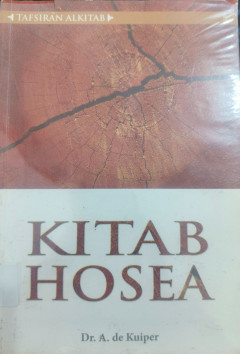 TAFSIRAN ALKITAB
KITAB
HOSEA
Dr. A. de Kuiper